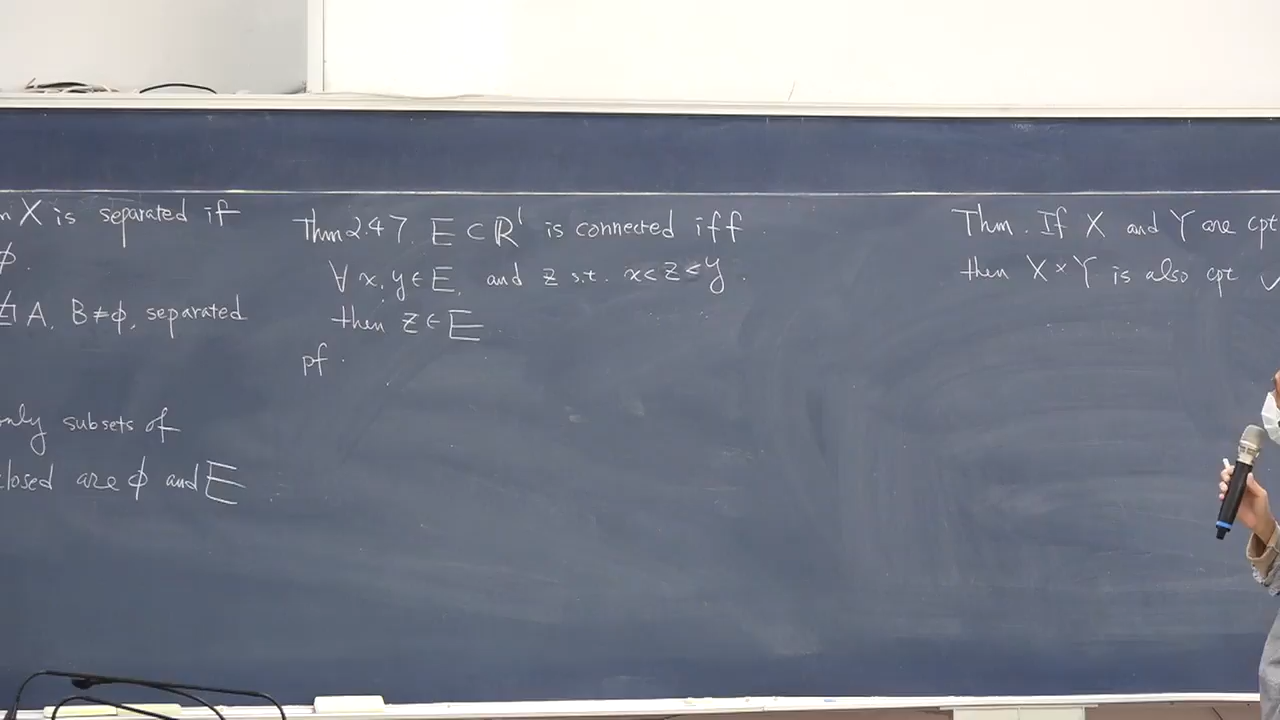 X is separated if
ϕ.
∄ A, B≠ϕ, separated
only subsets of
closed are ϕ and E
Thm 2.47. E⊂ℝ¹ is connected iff
∀ x, y∈E, and z s.t. x<z<y.
then z∈E
pf.
Thm. If X and Y are cpt
then X×Y is also cpt